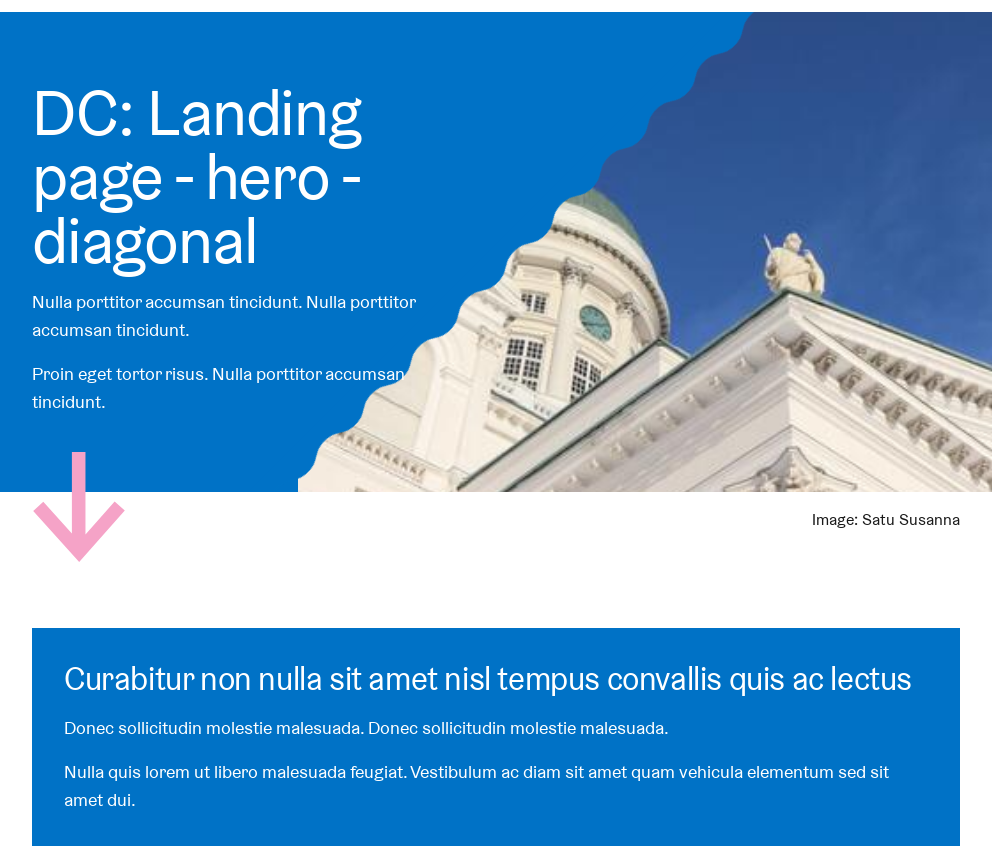 DC: Landing
page - hero -
diagonal
Nulla porttitor accumsan tincidunt. Nulla porttitor
accumsan tincidunt.
Proin eget tortor risus. Nulla porttitor accumsan
tincidunt.
Image: Satu Susanna
Curabitur non nulla sit amet nisl tempus convallis quis ac lectus
Donec sollicitudin molestie malesuada. Donec sollicitudin molestie malesuada.
Nulla quis lorem ut libero malesuada feugiat. Vestibulum ac diam sit amet quam vehicula elementum sed sit
amet dui.